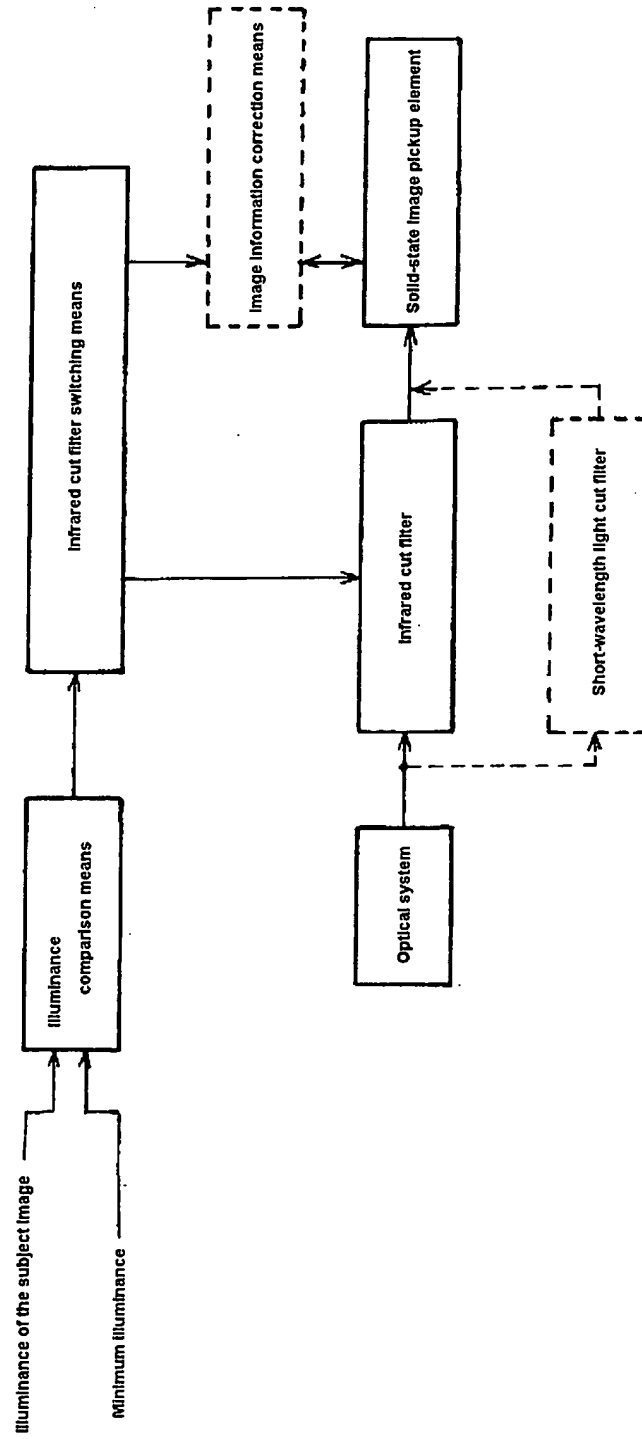 Illuminance of the subject image
Minimum illuminance
Illuminance
comparison means
Infrared cut filter switching means
Image information correction means
Optical system
Infrared cut filter
Solid-state image pickup element
Short-wavelength light cut filter